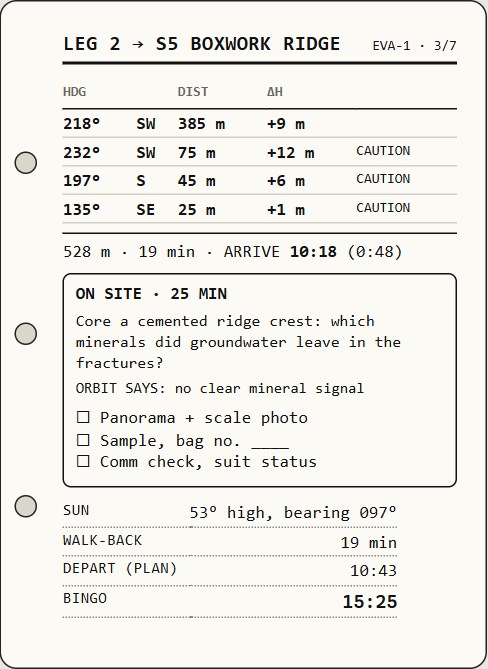 LEG 2 → S5 BOXWORK RIDGE EVA-1 · 3/7
HDG DIST ΔH
218° SW 385 m +9 m
232° SW 75 m +12 m CAUTION
197° S 45 m +6 m CAUTION
135° SE 25 m +1 m CAUTION
528 m · 19 min · ARRIVE 10:18 (0:48)
ON SITE · 25 MIN
Core a cemented ridge crest: which
minerals did groundwater leave in the
fractures?
ORBIT SAYS: no clear mineral signal
☐ Panorama + scale photo
☐ Sample, bag no. ____
☐ Comm check, suit status
SUN 53° high, bearing 097°
WALK-BACK 19 min
DEPART (PLAN) 10:43
BINGO 15:25